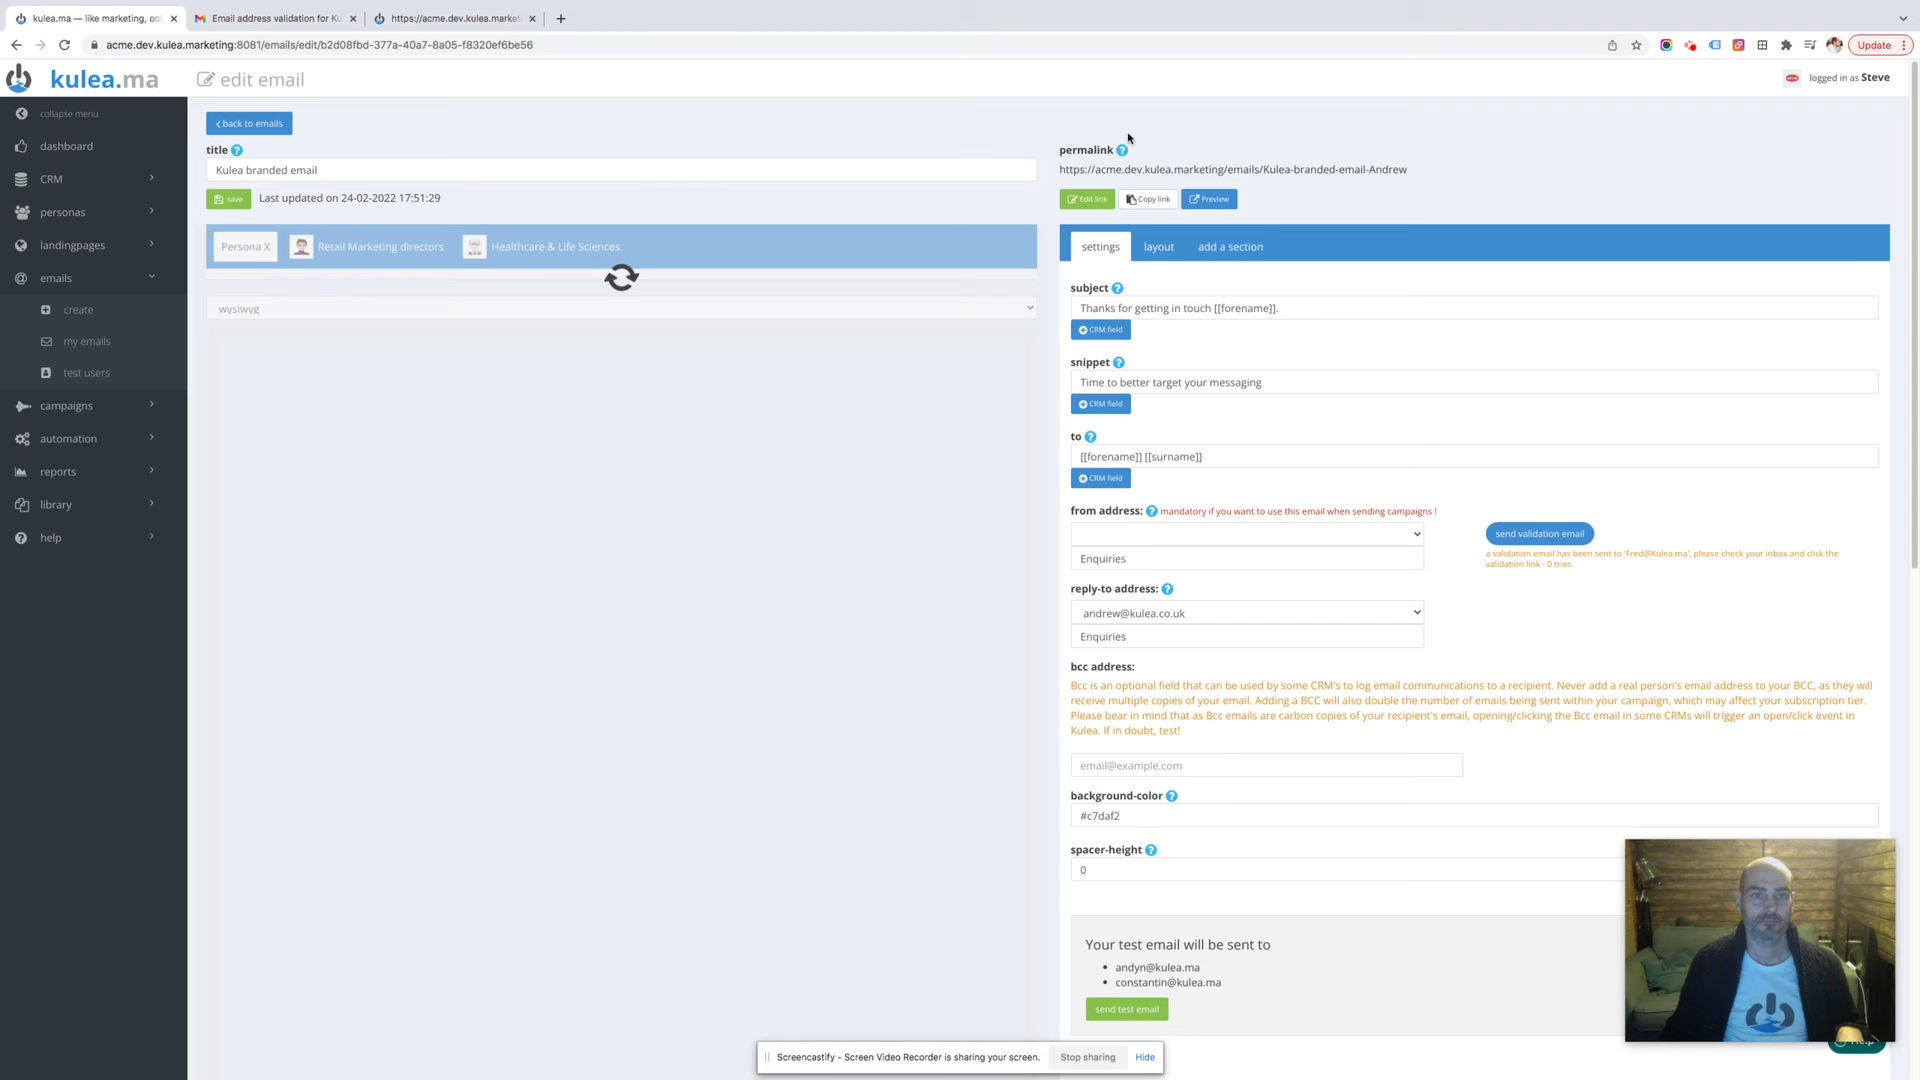 kulea.ma — like marketing, on
Email address validation for Ku
https://acme.dev.kulea.market
acme.dev.kulea.marketing:8081/emails/edit/b2d08fbd-377a-40a7-8a05-f8320ef6be56
Update
kulea.ma
edit email
logged in as Steve
collapse menu
dashboard
CRM
personas
landingpages
emails
create
my emails
test users
campaigns
automation
reports
library
help
back to emails
title
Kulea branded email
save
Last updated on 24-02-2022 17:51:29
Persona X
Retail Marketing directors
Healthcare & Life Sciences
wysiwyg
permalink
https://acme.dev.kulea.marketing/emails/Kulea-branded-email-Andrew
Edit link
Copy link
Preview
settings
layout
add a section
subject
Thanks for getting in touch [[forename]].
CRM field
snippet
Time to better target your messaging
CRM field
to
[[forename]] [[surname]]
CRM field
from address: mandatory if you want to use this email when sending campaigns !
Enquiries
send validation email
a validation email has been sent to 'Fred@Kulea.ma', please check your inbox and click the
validation link - 0 tries
reply-to address:
andrew@kulea.co.uk
Enquiries
bcc address:
Bcc is an optional field that can be used by some CRM's to log email communications to a recipient. Never add a real person's email address to your BCC, as they will
receive multiple copies of your email. Adding a BCC will also double the number of emails being sent within your campaign, which may affect your subscription tier.
Please bear in mind that as Bcc emails are carbon copies of your recipient's email, opening/clicking the Bcc email in some CRMs will trigger an open/click event in
Kulea. If in doubt, test!
email@example.com
background-color
#c7daf2
spacer-height
0
Your test email will be sent to
andyn@kulea.ma
constantin@kulea.ma
send test email
Screencastify - Screen Video Recorder is sharing your screen.
Stop sharing
Hide